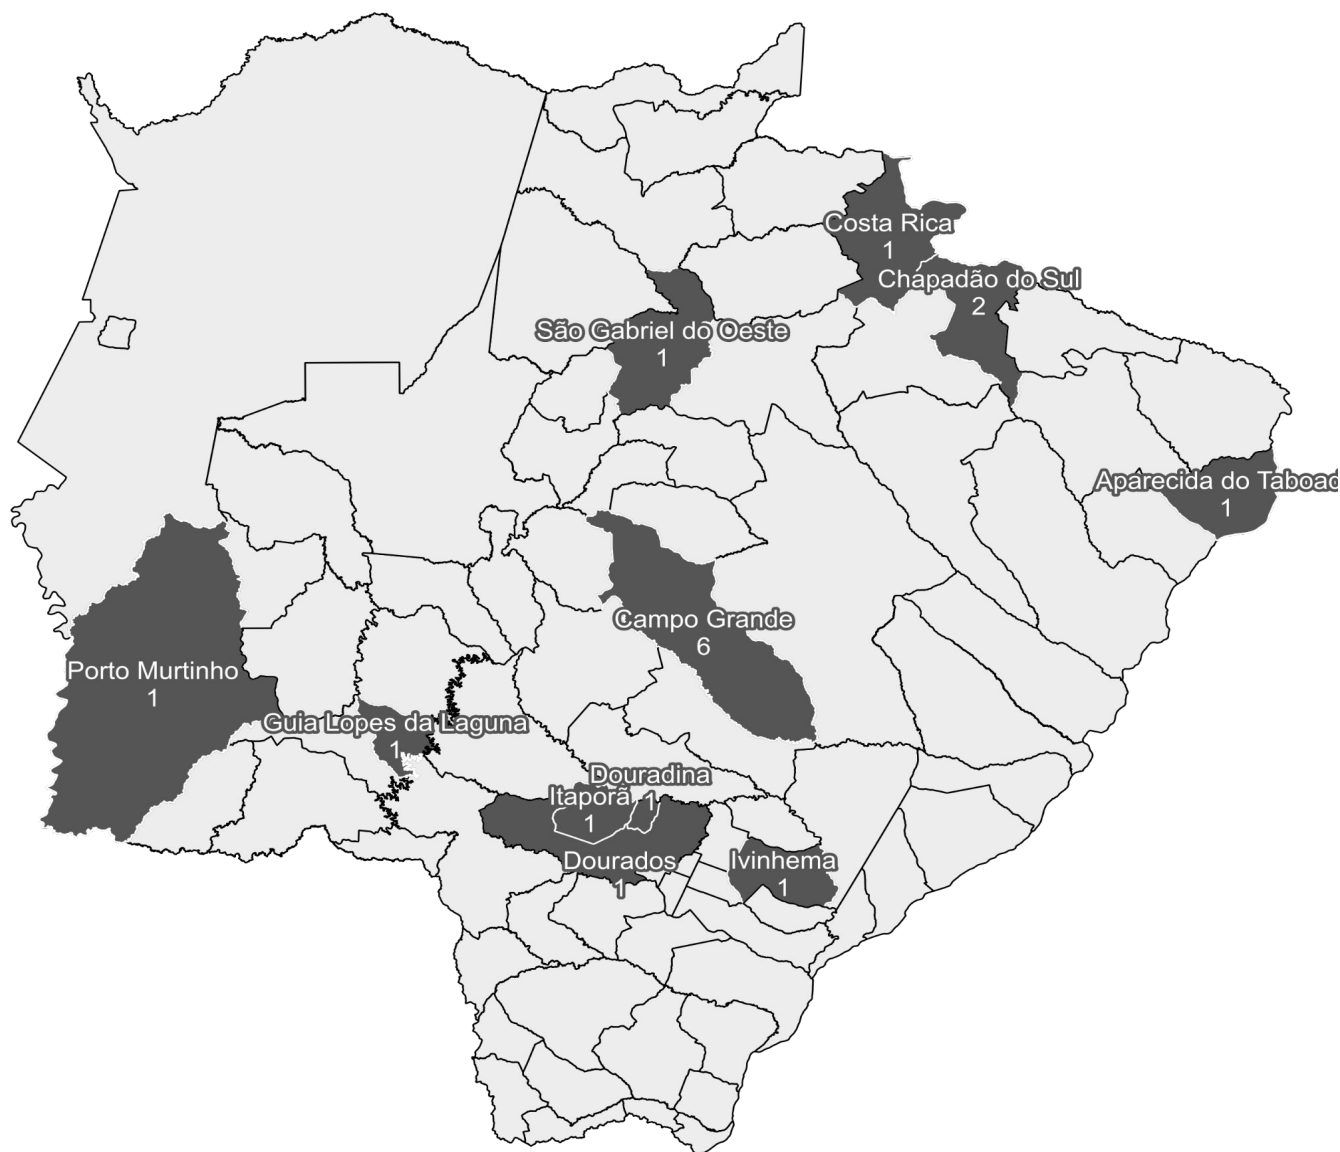 Costa Rica
1
Chapadão do Sul
2
São Gabriel do Oeste
1
Aparecida do Taboad
1
Campo Grande
6
Porto Murtinho
1
Guia Lopes da Laguna
1
Douradina
1
Itaporã
1
Dourados
1
Ivinhema
1